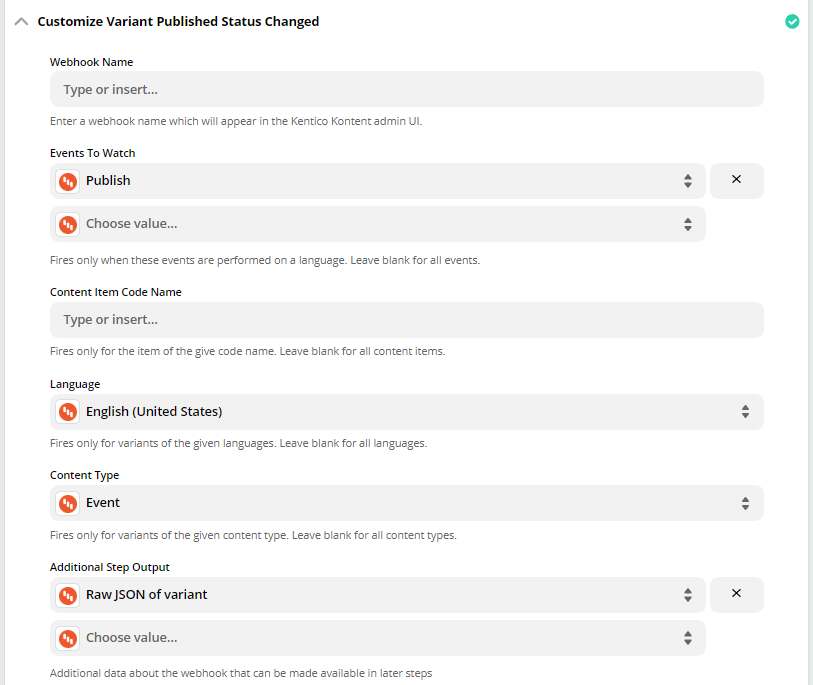 Customize Variant Published Status Changed
Webhook Name
Type or insert...
Enter a webhook name which will appear in the Kentico Kontent admin UI.
Events To Watch
Publish
Choose value...
Fires only when these events are performed on a language. Leave blank for all events.
Content Item Code Name
Type or insert...
Fires only for the item of the give code name. Leave blank for all content items.
Language
English (United States)
Fires only for variants of the given languages. Leave blank for all languages.
Content Type
Event
Fires only for variants of the given content type. Leave blank for all content types.
Additional Step Output
Raw JSON of variant
Choose value...
Additional data about the webhook that can be made available in later steps